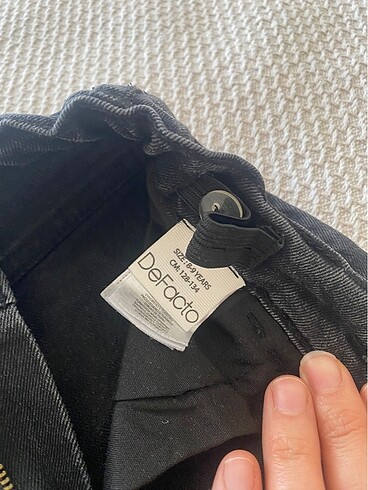 SIZE: 8-9 YEARS
CM: 128-134
DeFacto